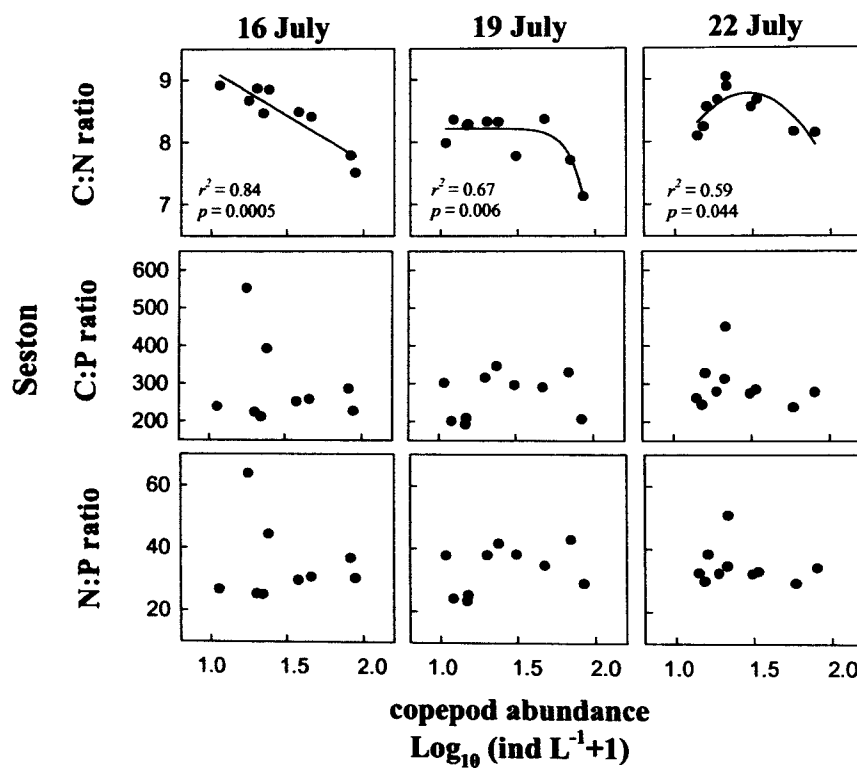 16 July 19 July 22 July
C:N ratio
9
8
7
r² = 0.84
p = 0.0005
r² = 0.67
p = 0.006
r² = 0.59
p = 0.044
Seston
C:P ratio
600
500
400
300
200
N:P ratio
60
40
20
1.0 1.5 2.0 1.0 1.5 2.0 1.0 1.5 2.0
copepod abundance
Log₁₀ (ind L⁻¹+1)